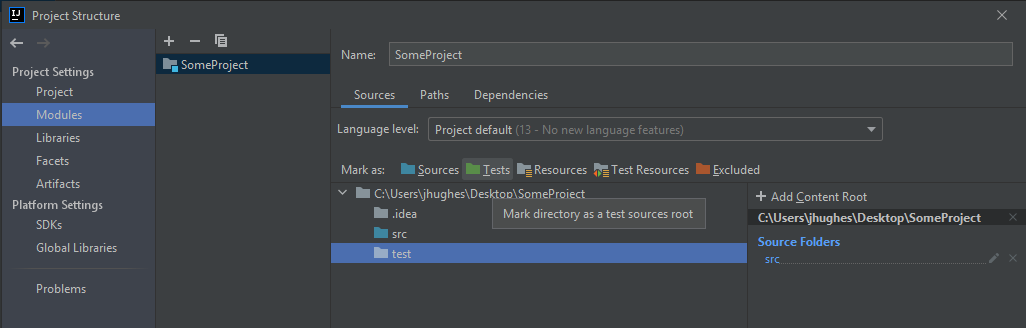 IJ
Project Structure
Project Settings
Project
Modules
Libraries
Facets
Artifacts
Platform Settings
SDKs
Global Libraries
Problems
SomeProject
Name: SomeProject
Sources Paths Dependencies
Language level: Project default (13 - No new language features)
Mark as: Sources Tests Resources Test Resources Excluded
C:\Users\jhughes\Desktop\SomeProject
.idea
src
test
Mark directory as a test sources root
+ Add Content Root
C:\Users\jhughes\Desktop\SomeProject
Source Folders
src